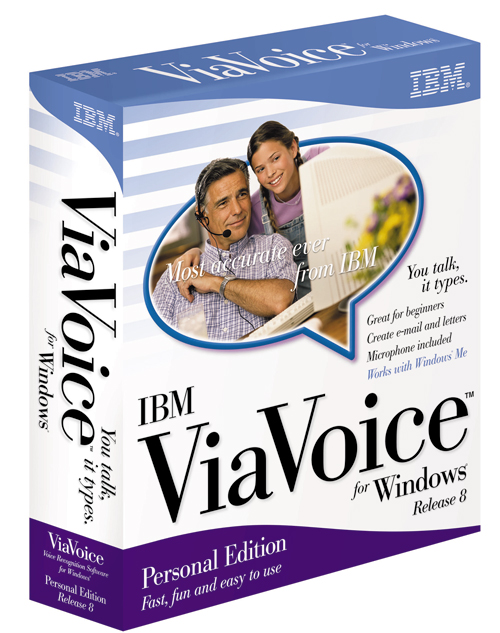 IBM
ViaVoice for Windows
IBM
IBM
ViaVoice™
for Windows
You talk, it types.
ViaVoice
Voice Recognition Software
for Windows
Personal Edition
Release 8
Most accurate ever
from IBM
You talk,
it types.
Great for beginners
Create e-mail and letters
Microphone included
Works with Windows Me
IBM
ViaVoice™
for Windows
Release 8
Personal Edition
Fast, fun and easy to use